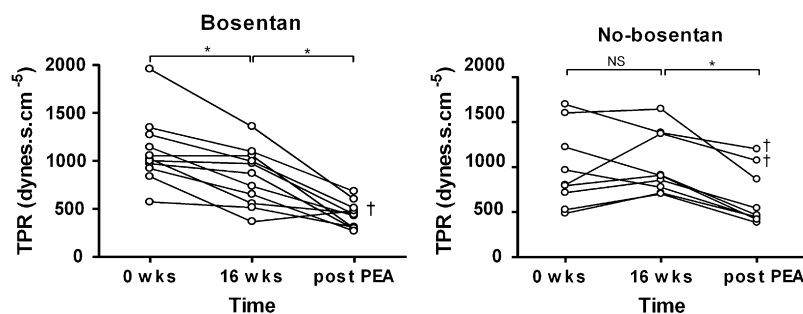 Bosentan
* *
TPR (dynes.s.cm⁻⁵)
2000
1500
1000
500
0
†
0 wks 16 wks post PEA
Time
No-bosentan
NS *
TPR (dynes.s.cm⁻⁵)
2000
1500
1000
500
0
†
†
0 wks 16 wks post PEA
Time